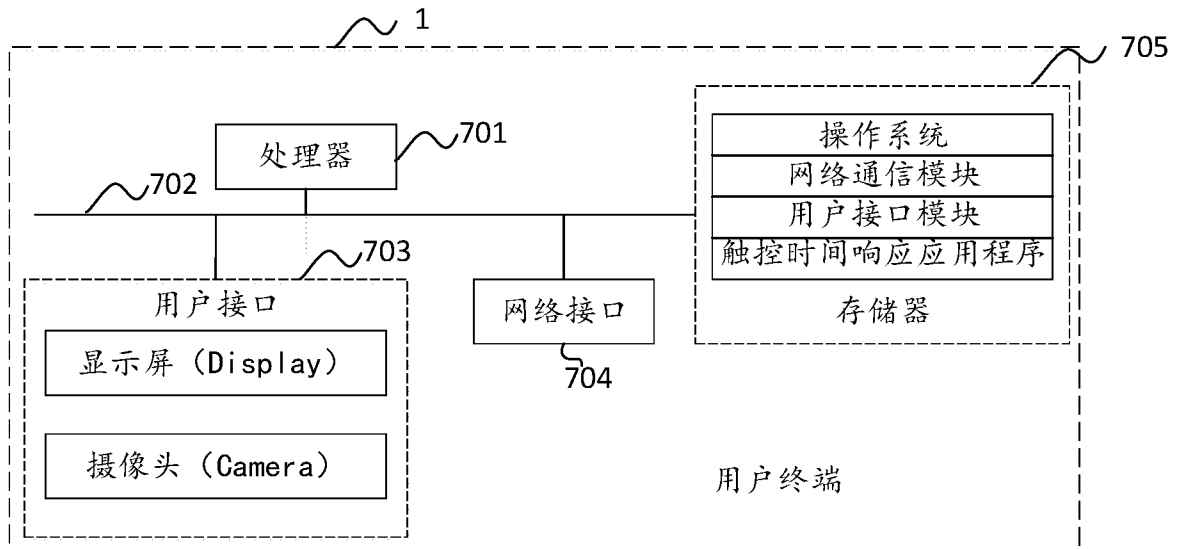 1
705
操作系统
处理器
701
网络通信模块
702
用户接口模块
703
触控时间响应应用程序
用户接口
网络接口
存储器
显示屏（Display）
704
摄像头（Camera）
用户终端